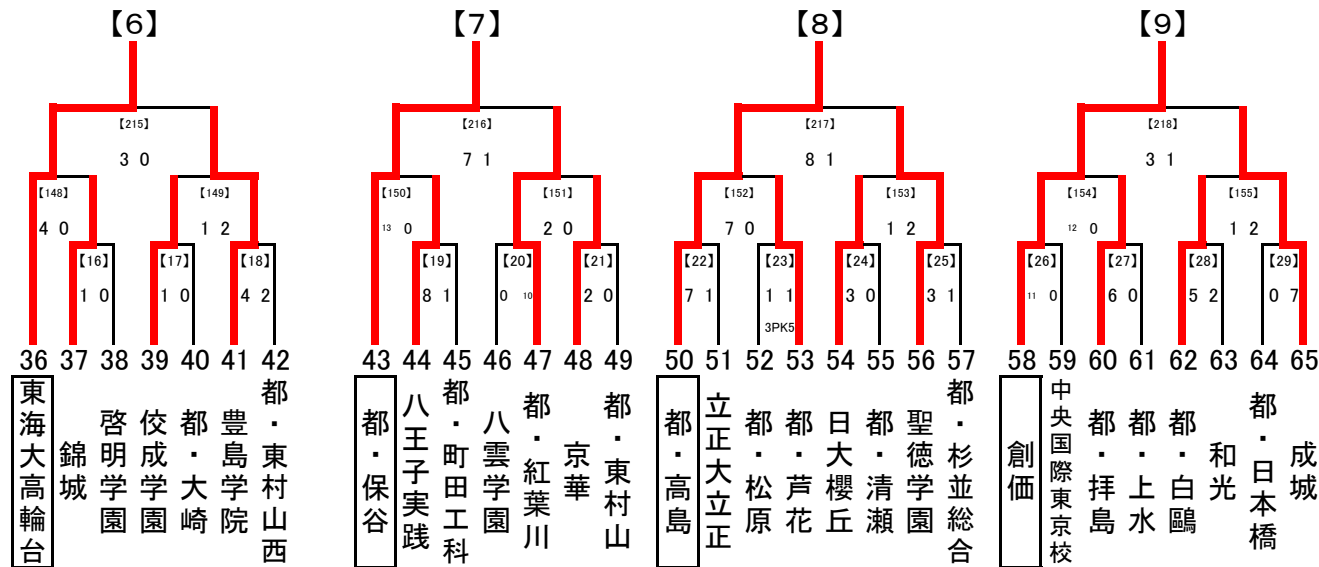 【6】 【7】 【8】 【9】
【215】 【216】 【217】 【218】
3 0 7 1 8 1 3 1
【148】 【149】 【150】 【151】 【152】 【153】 【154】 【155】
4 0 1 2 13 0 2 0 7 0 1 2 12 0 1 2
【16】 【17】 【18】 【19】 【20】 【21】 【22】 【23】 【24】 【25】 【26】 【27】 【28】 【29】
1 0 1 0 4 2 8 1 0 10 2 0 7 1 1 1 3 0 3 1 11 0 6 0 5 2 0 7
3PK5
36 37 38 39 40 41 42 43 44 45 46 47 48 49 50 51 52 53 54 55 56 57 58 59 60 61 62 63 64 65
東海大高輪台
錦城
啓明学園
佼成学園
都・大崎
豊島学院
都・東村山西
都・保谷
八王子実践
都・町田工科
八雲学園
都・紅葉川
京華
都・東村山
都・高島
立正大立正
都・松原
都・芦花
日大櫻丘
都・清瀬
聖徳学園
都・杉並総合
創価
中央国際東京校
都・拝島
都・上水
都・白鷗
和光
都・日本橋
成城